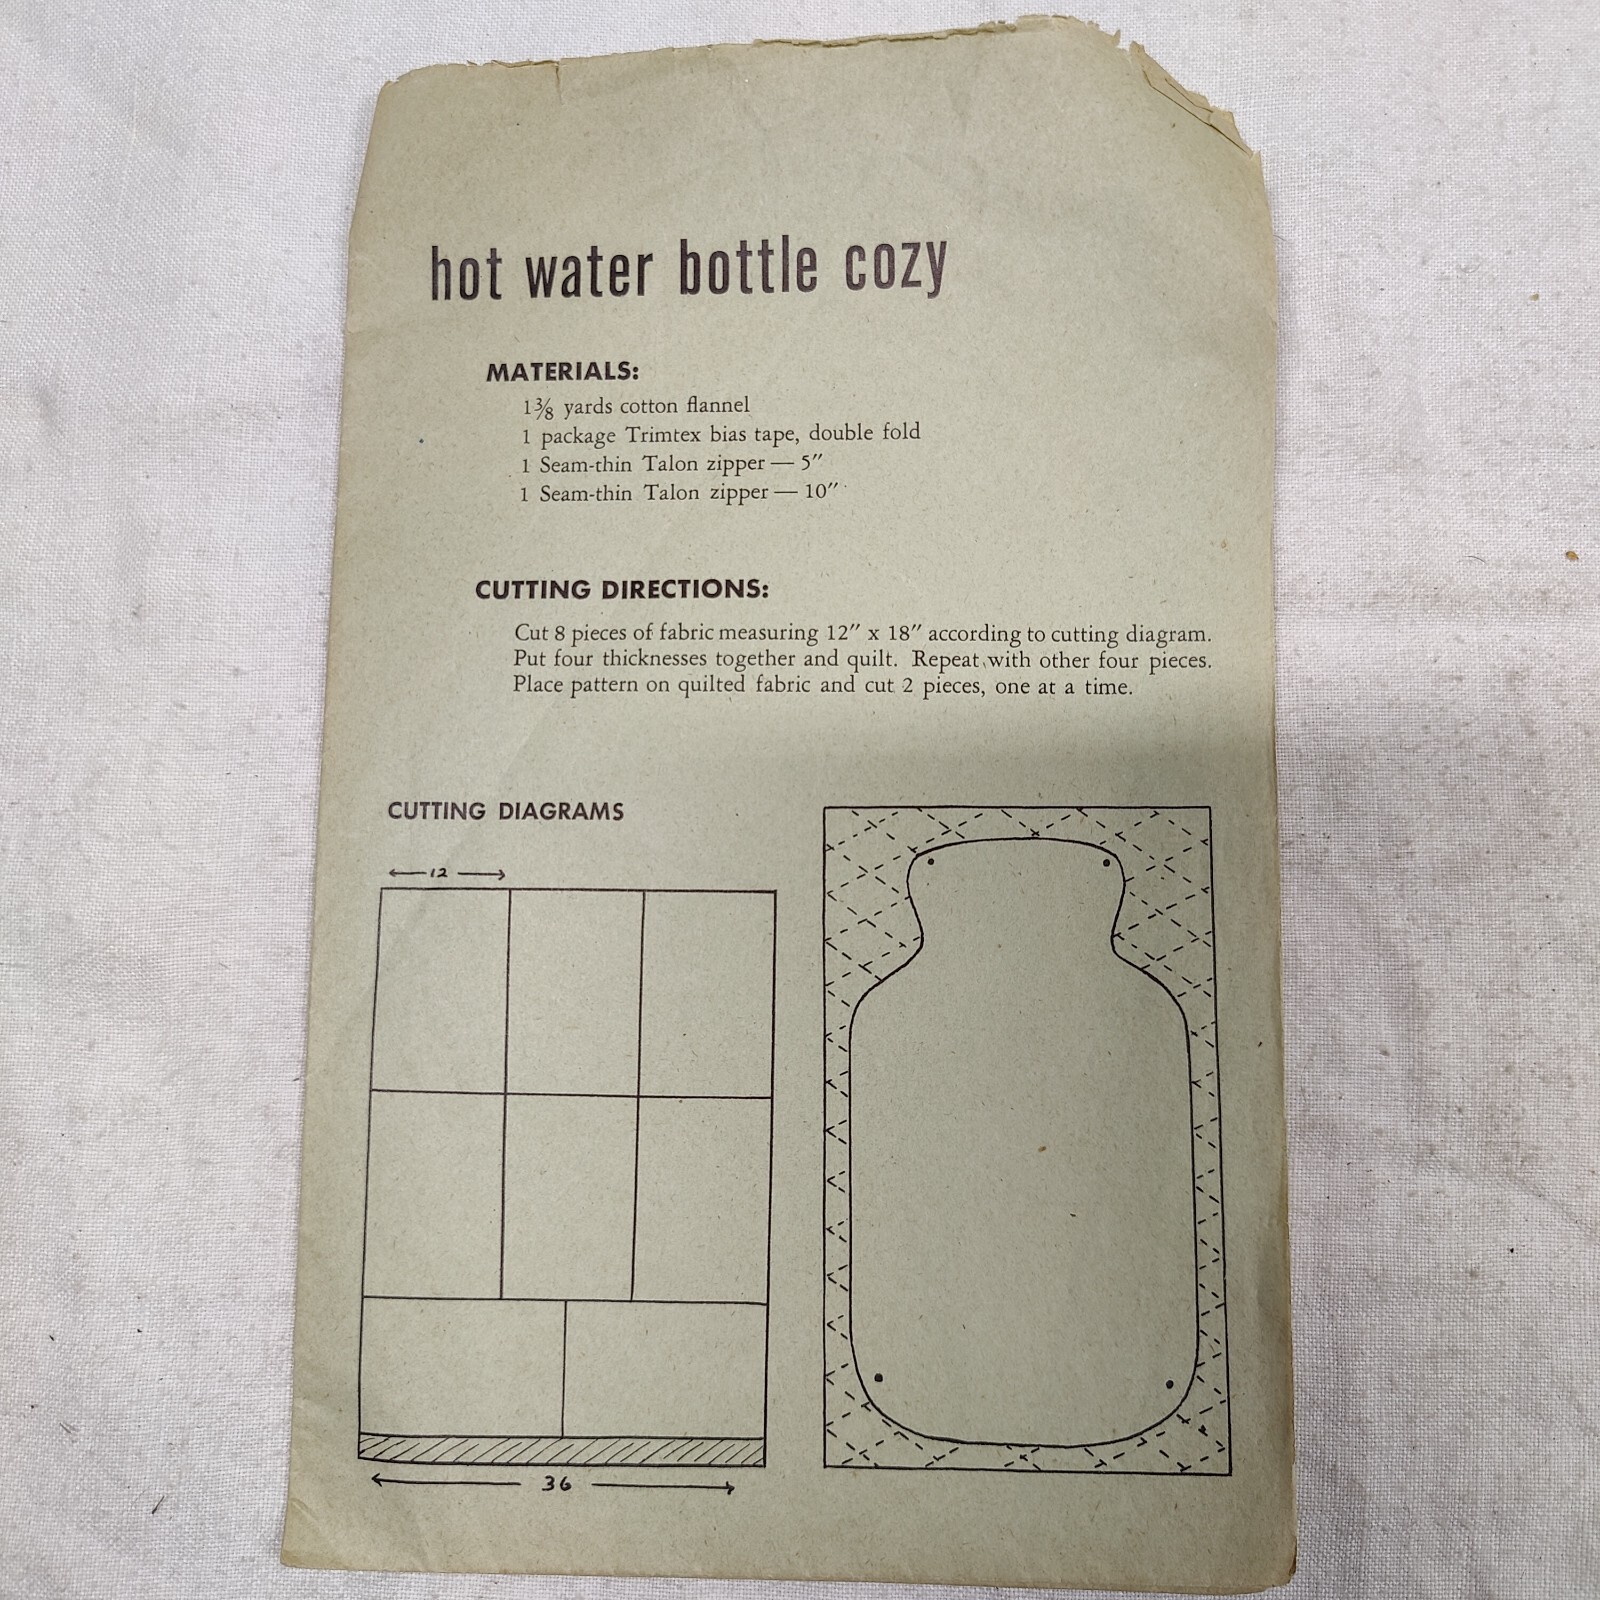 hot water bottle cozy
MATERIALS:
1⅜ yards cotton flannel
1 package Trimtex bias tape, double fold
1 Seam-thin Talon zipper — 5″
1 Seam-thin Talon zipper — 10″
CUTTING DIRECTIONS:
Cut 8 pieces of fabric measuring 12″ x 18″ according to cutting diagram.
Put four thicknesses together and quilt. Repeat with other four pieces.
Place pattern on quilted fabric and cut 2 pieces, one at a time.
CUTTING DIAGRAMS
12
36